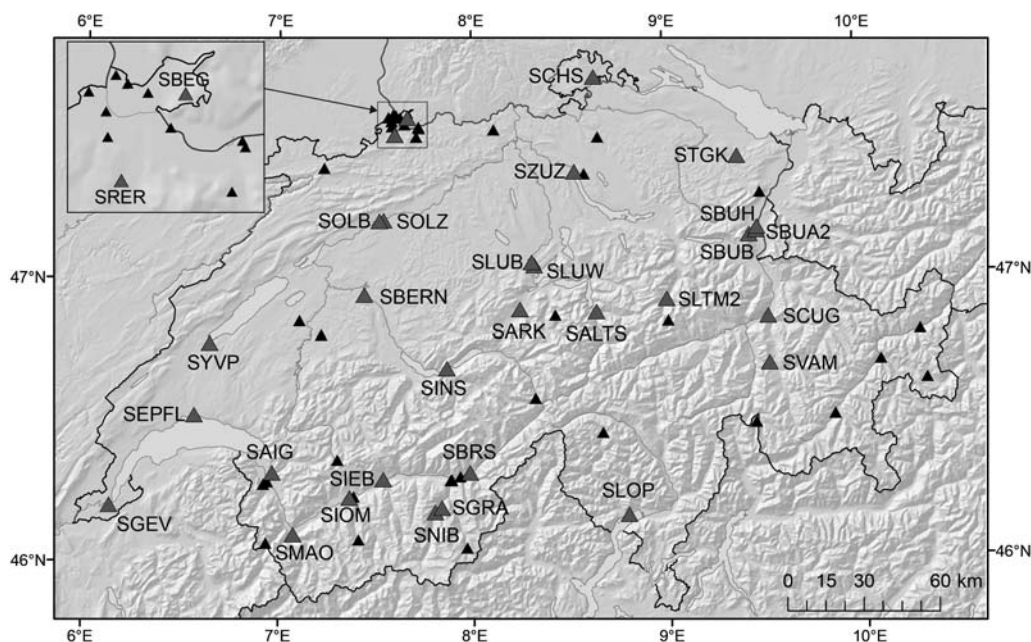 6°E 7°E 8°E 9°E 10°E
SBEG
SRER
SCHS
STGK
SZUZ
SBUH
SBUA2
SBUB
SOLB SOLZ
47°N 47°N
SLUB
SLUW
SBERN
SLTM2
SARK
SALTS
SCUG
SYVP
SVAM
SINS
SEPFL
SAIG
SBRS
SIEB
SIOM
SGRA
SNIB
SLOP
SGEV
SMAO
46°N 46°N
0 15 30 60 km
6°E 7°E 8°E 9°E 10°E